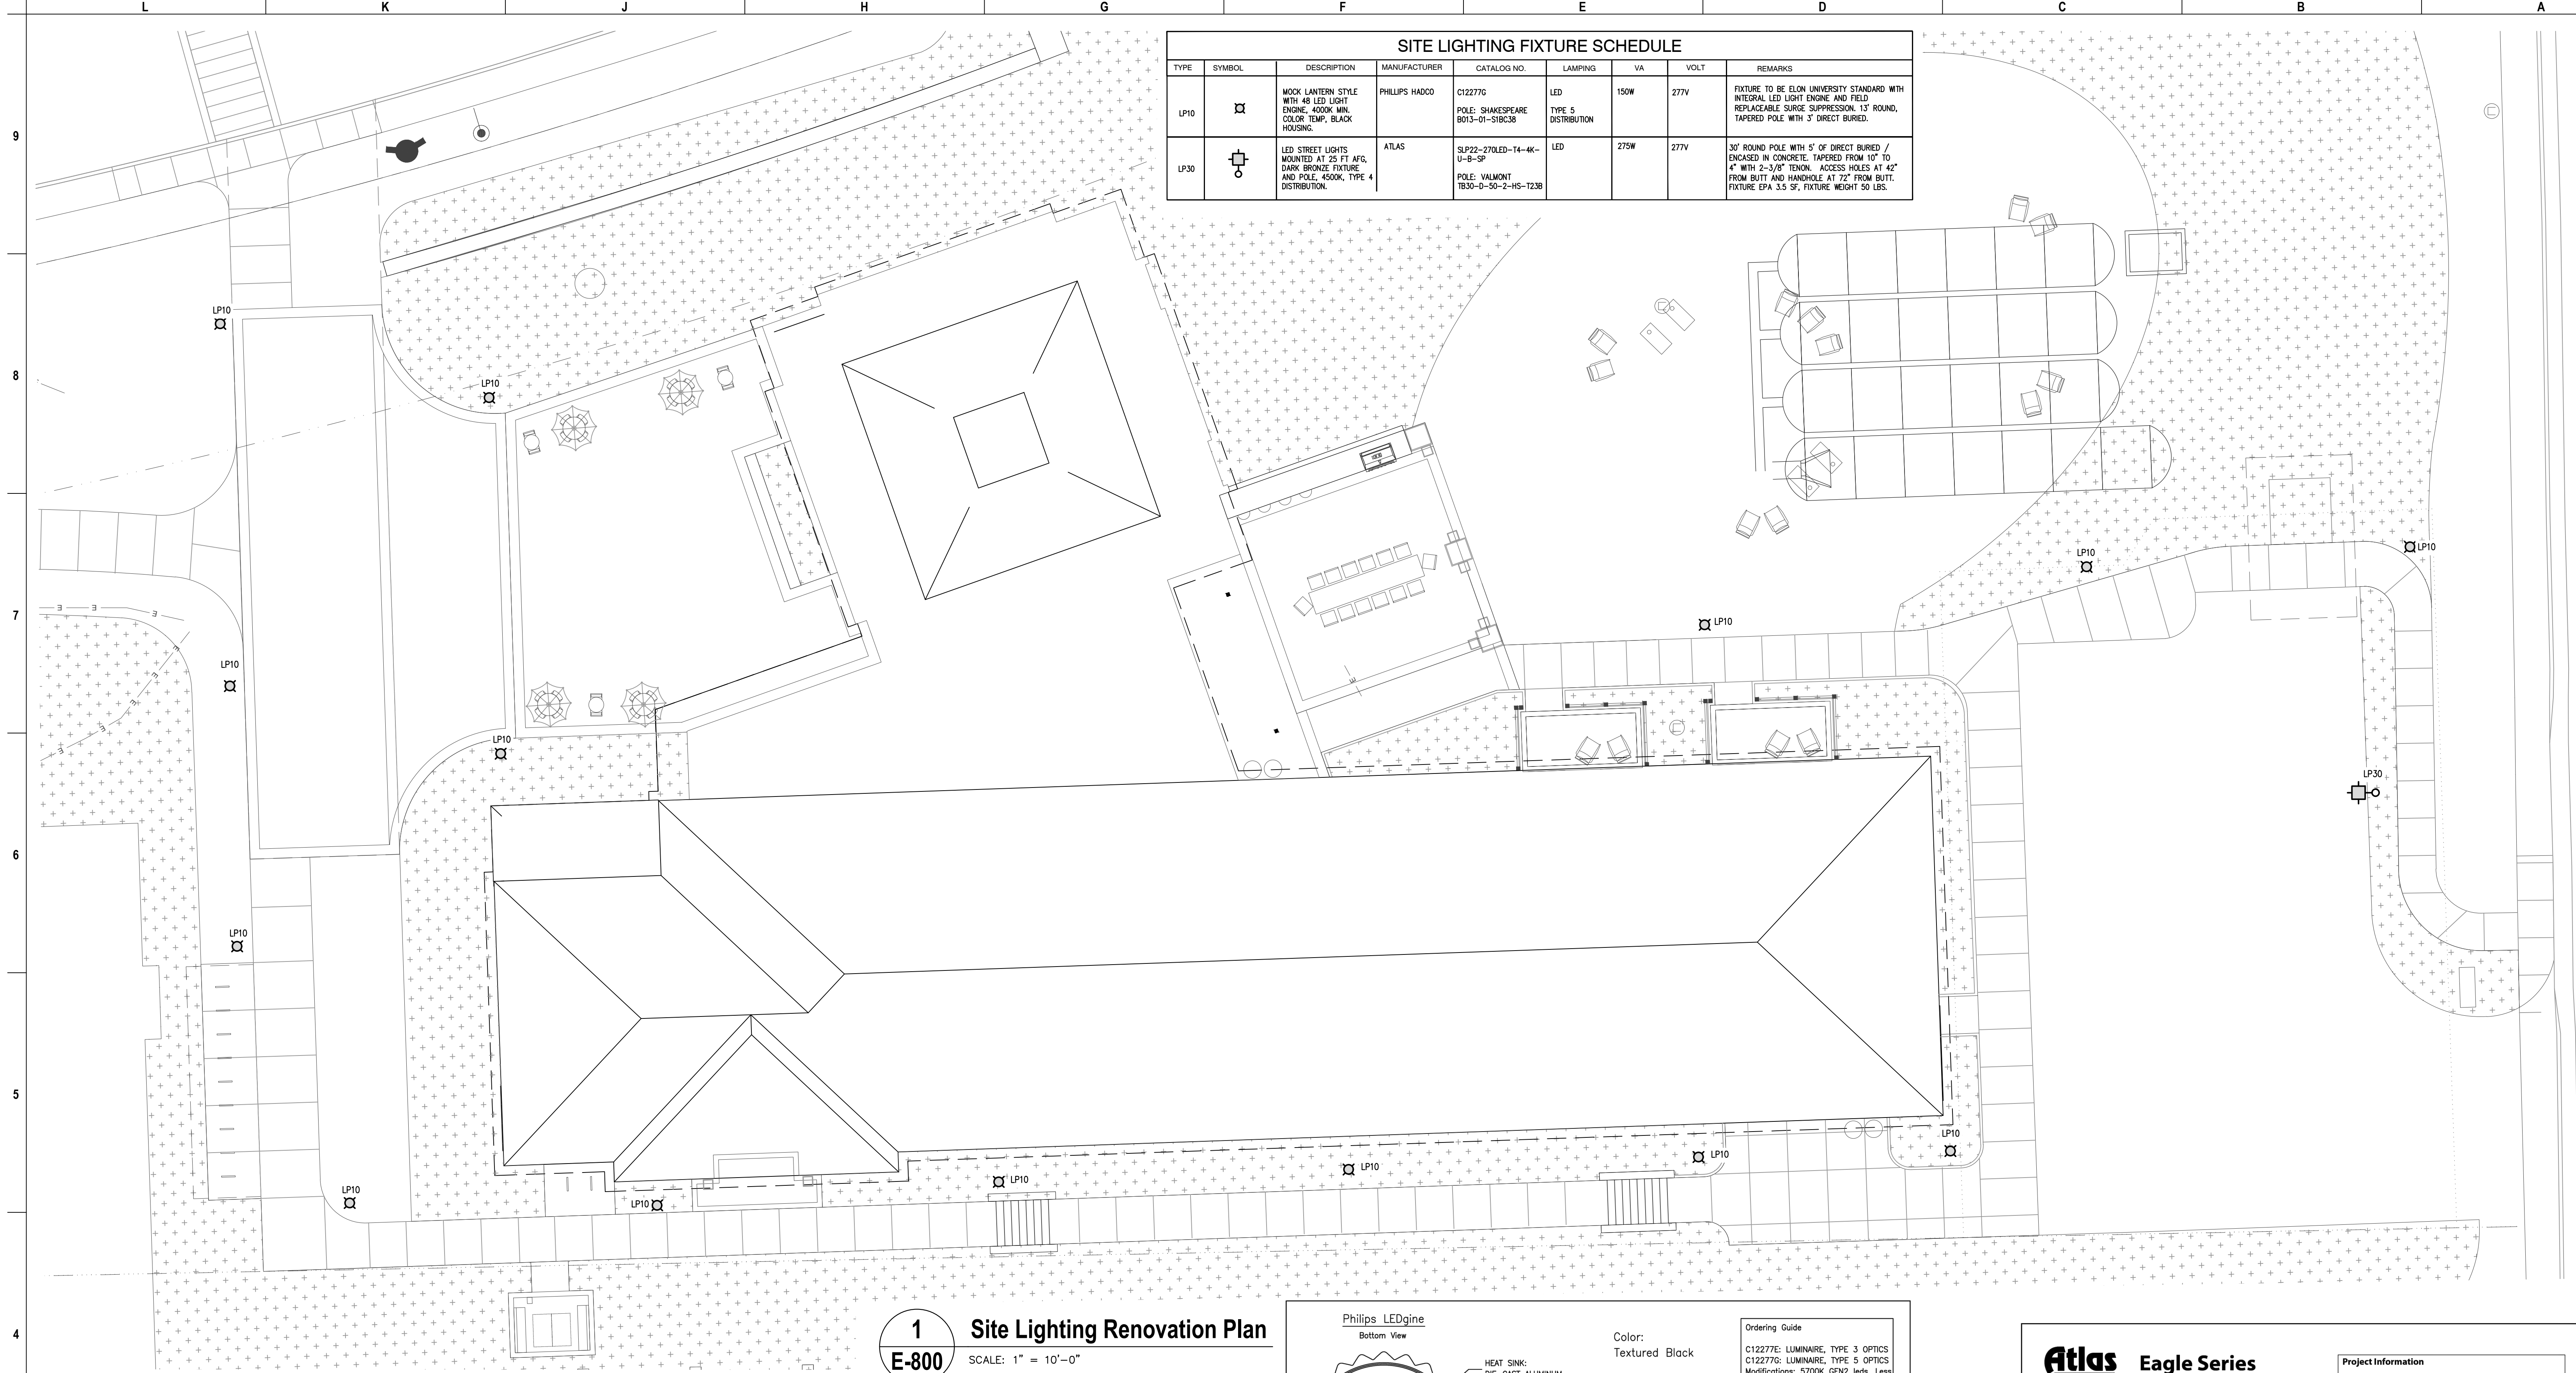 L K J H G F E D C B A
SITE LIGHTING FIXTURE SCHEDULE
TYPE SYMBOL DESCRIPTION MANUFACTURER CATALOG NO. LAMPING VA VOLT REMARKS
LP10
MOCK LANTERN STYLE
WITH 48 LED LIGHT
ENGINE, 4000K MIN.
COLOR TEMP, BLACK
HOUSING.
PHILLIPS HADCO
C12277G
POLE: SHAKESPEARE
B013-01-S1BC38
LED
TYPE 5
DISTRIBUTION
150W
277V
FIXTURE TO BE ELON UNIVERSITY STANDARD WITH
INTEGRAL LED LIGHT ENGINE AND FIELD
REPLACEABLE SURGE SUPPRESSION. 13' ROUND,
TAPERED POLE WITH 3' DIRECT BURIED.
LP30
LED STREET LIGHTS
MOUNTED AT 25 FT AFG,
DARK BRONZE FIXTURE
AND POLE, 4500K, TYPE 4
DISTRIBUTION.
ATLAS
SLP22-270LED-T4-4K-
U-B-SP
POLE: VALMONT
TB30-D-50-2-HS-T23B
LED
275W
277V
30' ROUND POLE WITH 5' OF DIRECT BURIED /
ENCASED IN CONCRETE. TAPERED FROM 10" TO
4" WITH 2-3/8" TENON. ACCESS HOLES AT 42"
FROM BUTT AND HANDHOLE AT 72" FROM BUTT.
FIXTURE EPA 3.5 SF, FIXTURE WEIGHT 50 LBS.
9
LP10
8
LP10
LP10
LP10
7
E E E
E
E
E
E
E
LP10
LP10
LP10
LP30
6
LP10
5
LP10
LP10
LP10
LP10
LP10
LP10
4
1
E-800
Site Lighting Renovation Plan
SCALE: 1" = 10'-0"
Philips LEDgine
Bottom View
HEAT SINK:
DIE CAST ALUMINUM
Color:
Textured Black
Ordering Guide
C12277E: LUMINAIRE, TYPE 3 OPTICS
C12277G: LUMINAIRE, TYPE 5 OPTICS
Modifications: 5700K GEN2 leds, Less
Atlas
Eagle Series
Project Information